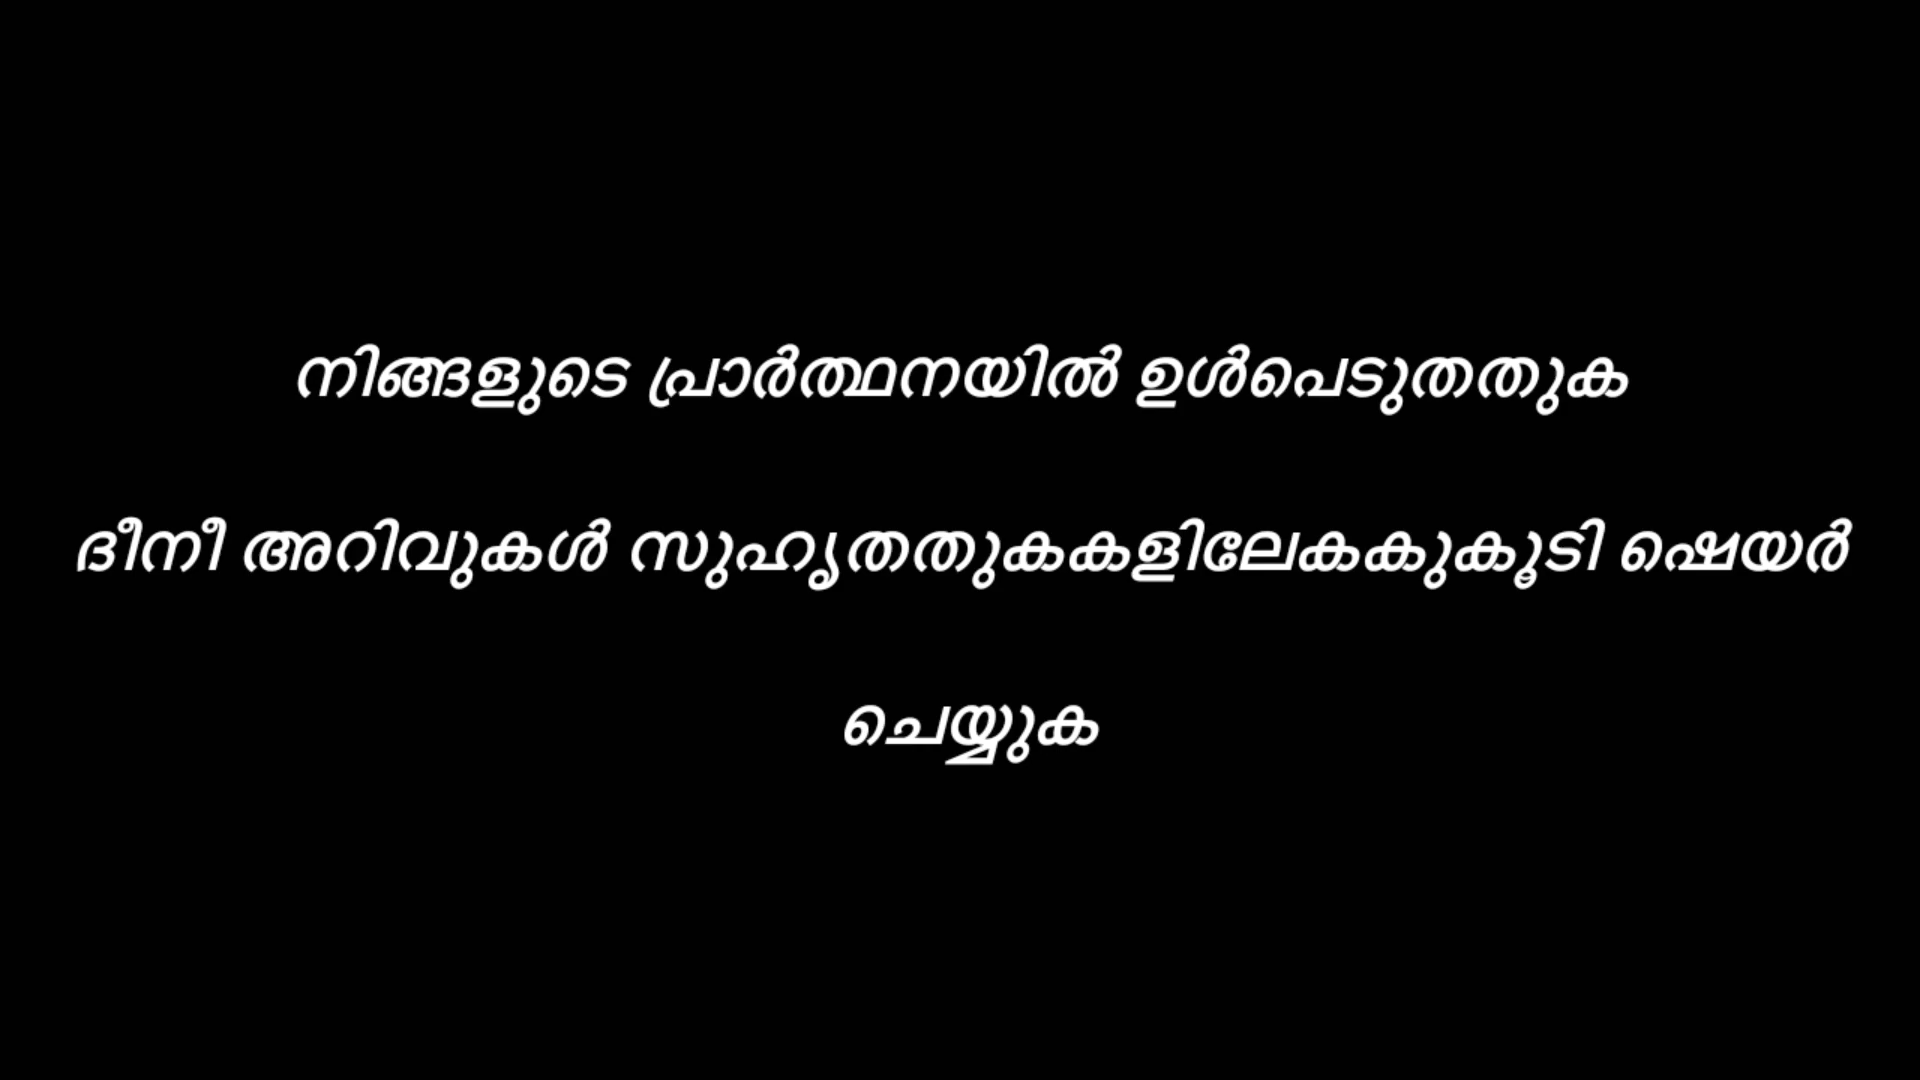 നിങ്ങളുടെ പ്രാർത്ഥനയിൽ ഉൾപെടുതതുക
ദീനീ അറിവുകൾ സുഹൃതതുകകളിലേകകുകൂടി ഷെയർ
ചെയ്യുക